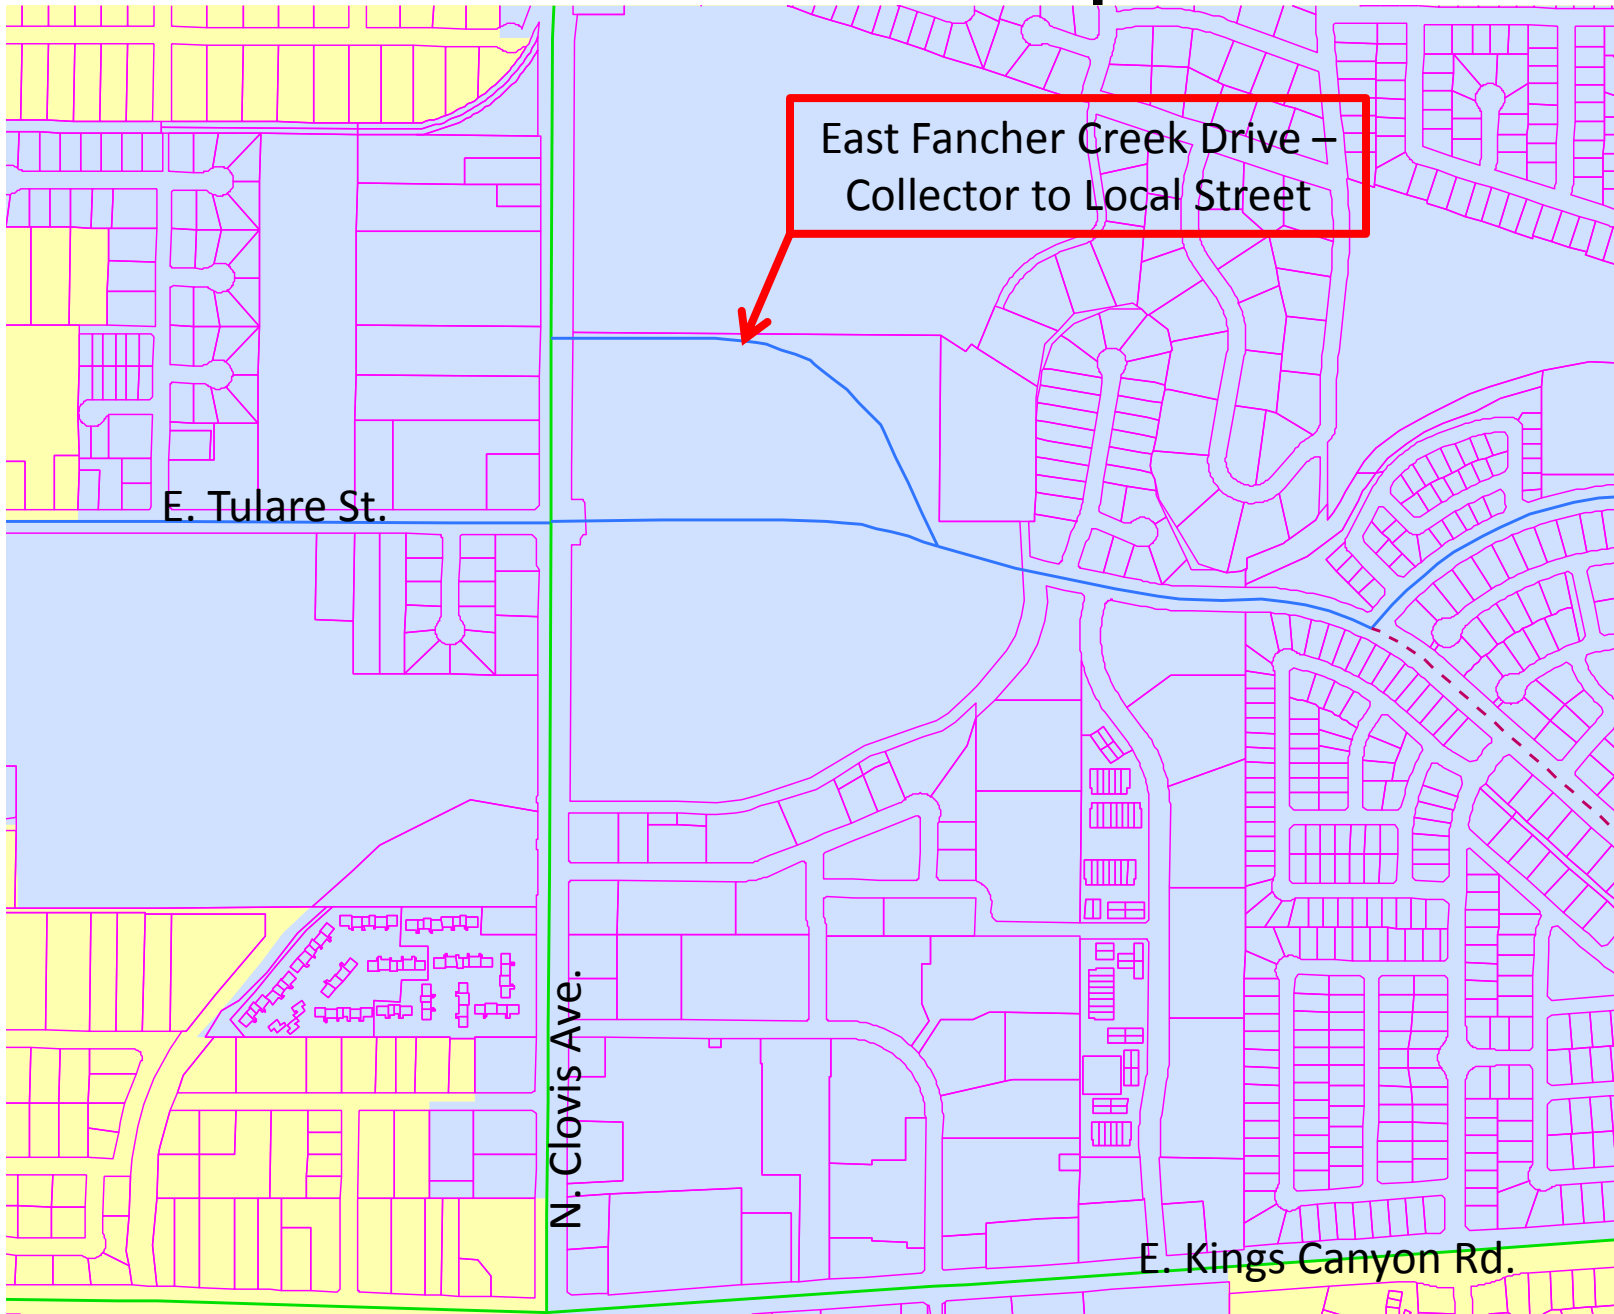 East Fancher Creek Drive –
Collector to Local Street
E. Tulare St.
N. Clovis Ave.
E. Kings Canyon Rd.